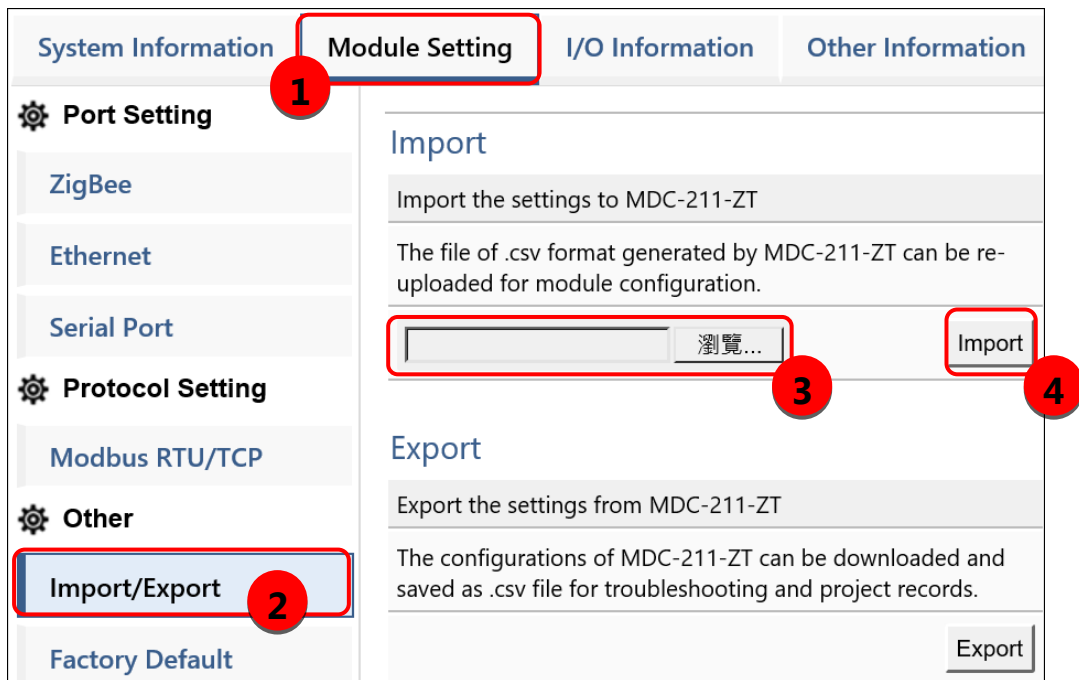 System Information
Module Setting
I/O Information
Other Information
1
Port Setting
ZigBee
Ethernet
Serial Port
Protocol Setting
Modbus RTU/TCP
Other
Import/Export
2
Factory Default
Import
Import the settings to MDC-211-ZT
The file of .csv format generated by MDC-211-ZT can be re-
uploaded for module configuration.
瀏覽...
3
Import
4
Export
Export the settings from MDC-211-ZT
The configurations of MDC-211-ZT can be downloaded and
saved as .csv file for troubleshooting and project records.
Export